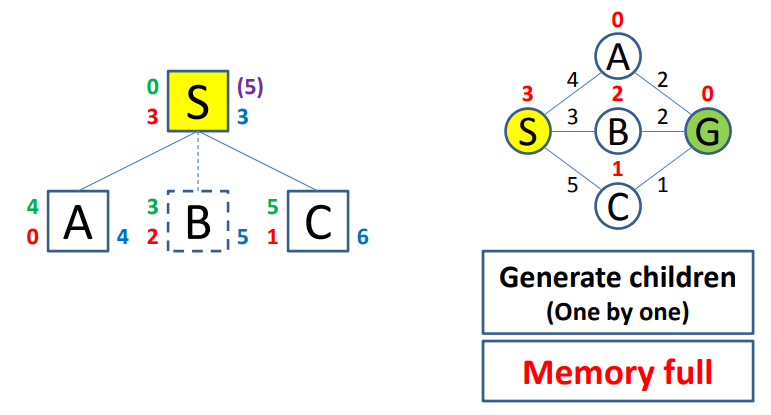 0 S (5)
3 3
4 A
0 4
3 B
2 5
5 C
1 6
0
A
4 2
3 2 0
S 3 B 2 G
1
5 C 1
Generate children
(One by one)
Memory full